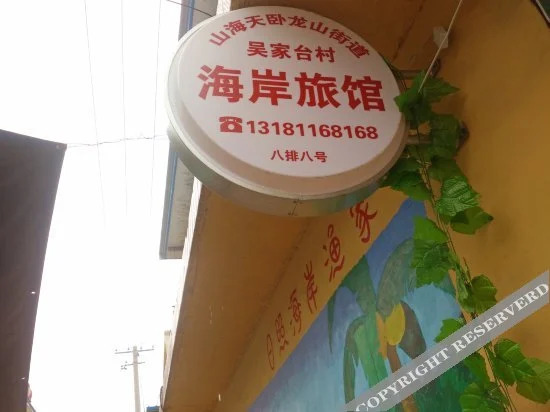 山海天卧龙山街道
吴家台村
海岸旅馆
☎13181168168
八排八号
日照海岸渔家
COPYRIGHT RESERVERD